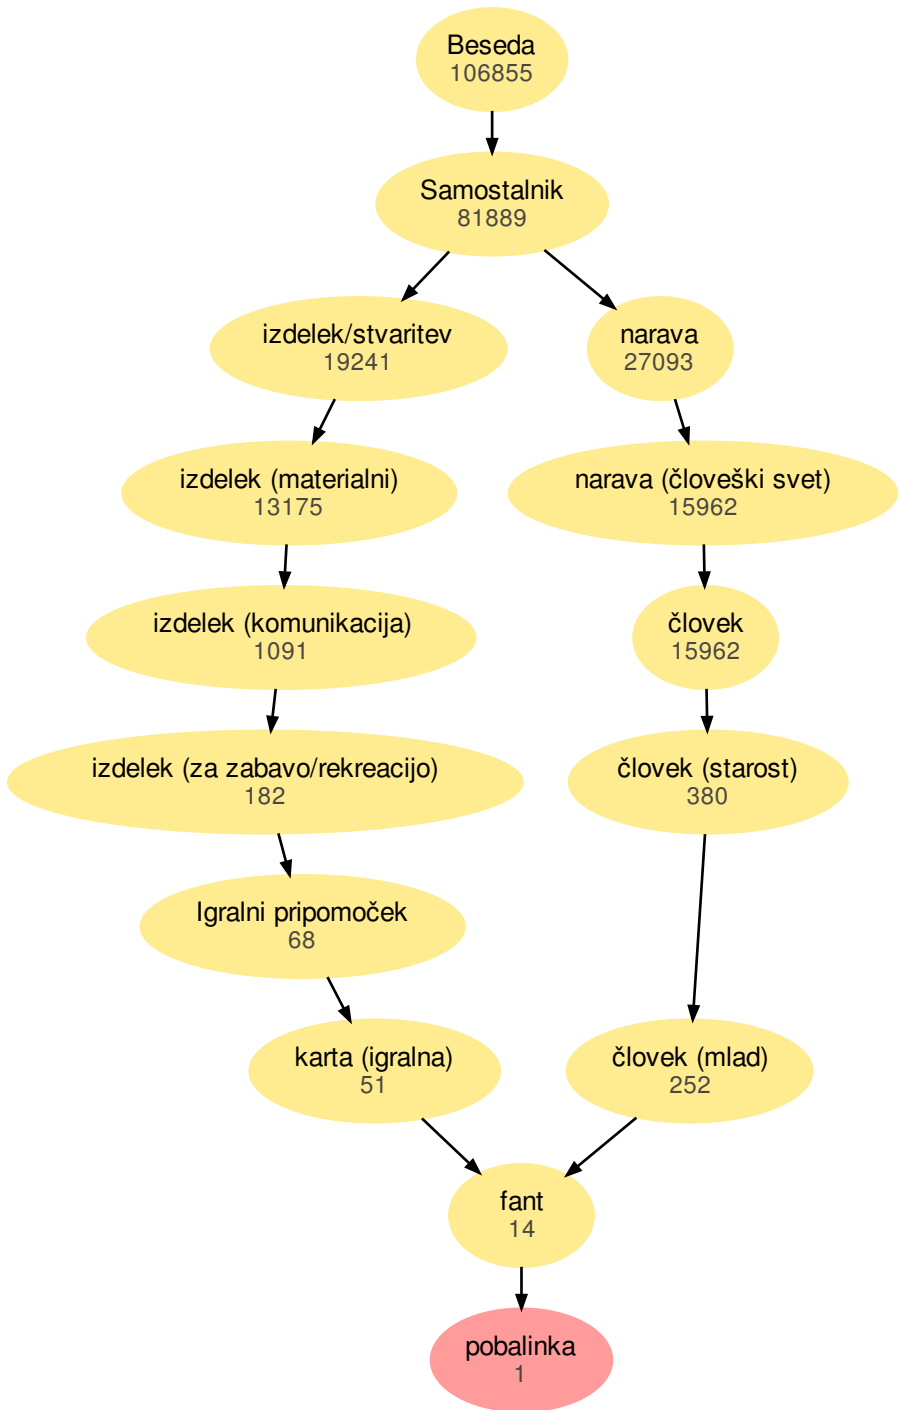 Beseda
106855
Samostalnik
81889
izdelek/stvaritev
19241
narava
27093
izdelek (materialni)
13175
narava (človeški svet)
15962
izdelek (komunikacija)
1091
človek
15962
izdelek (za zabavo/rekreacijo)
182
človek (starost)
380
Igralni pripomoček
68
karta (igralna)
51
človek (mlad)
252
fant
14
pobalinka
1